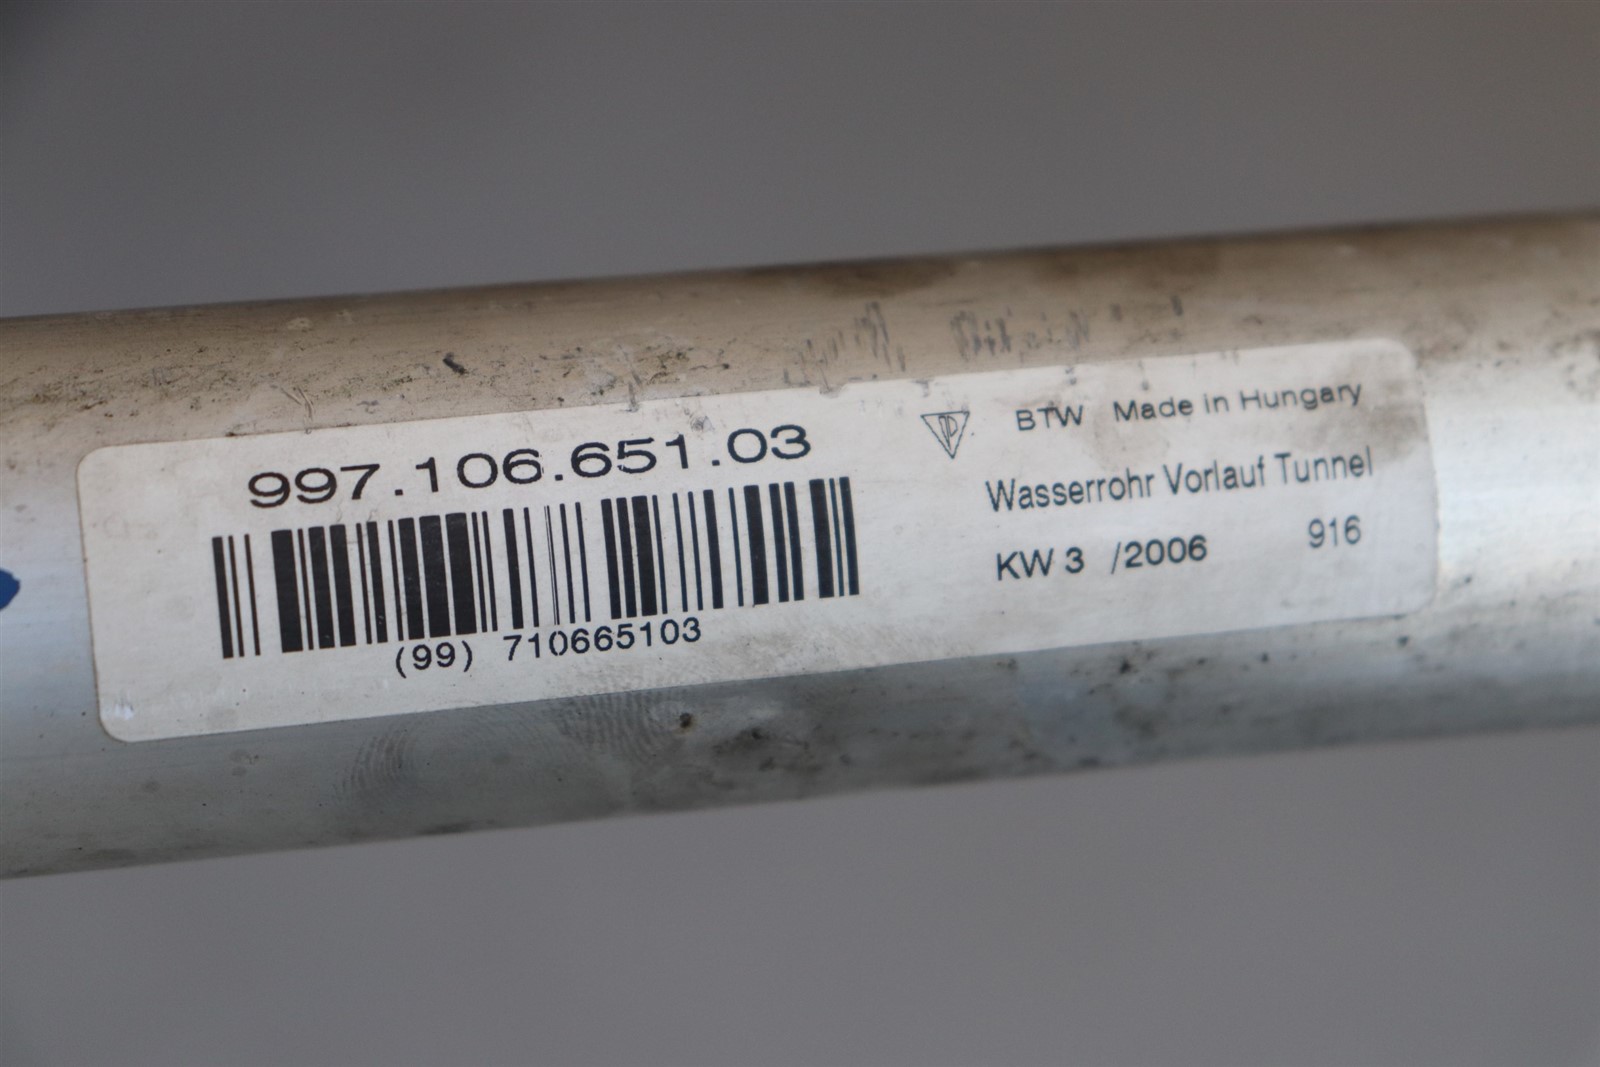 997.106.651.03
(99) 710665103
BTW Made in Hungary
Wasserrohr Vorlauf Tunnel
KW 3 /2006 916